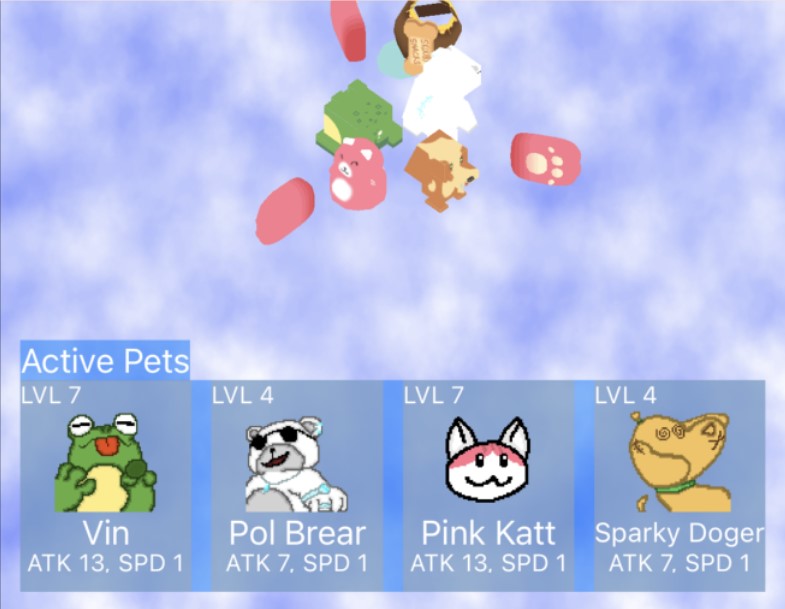 Active Pets
LVL 7
LVL 4
LVL 7
LVL 4
Vin
Pol Brear
Pink Katt
Sparky Doger
ATK 13, SPD 1
ATK 7, SPD 1
ATK 13, SPD 1
ATK 7, SPD 1